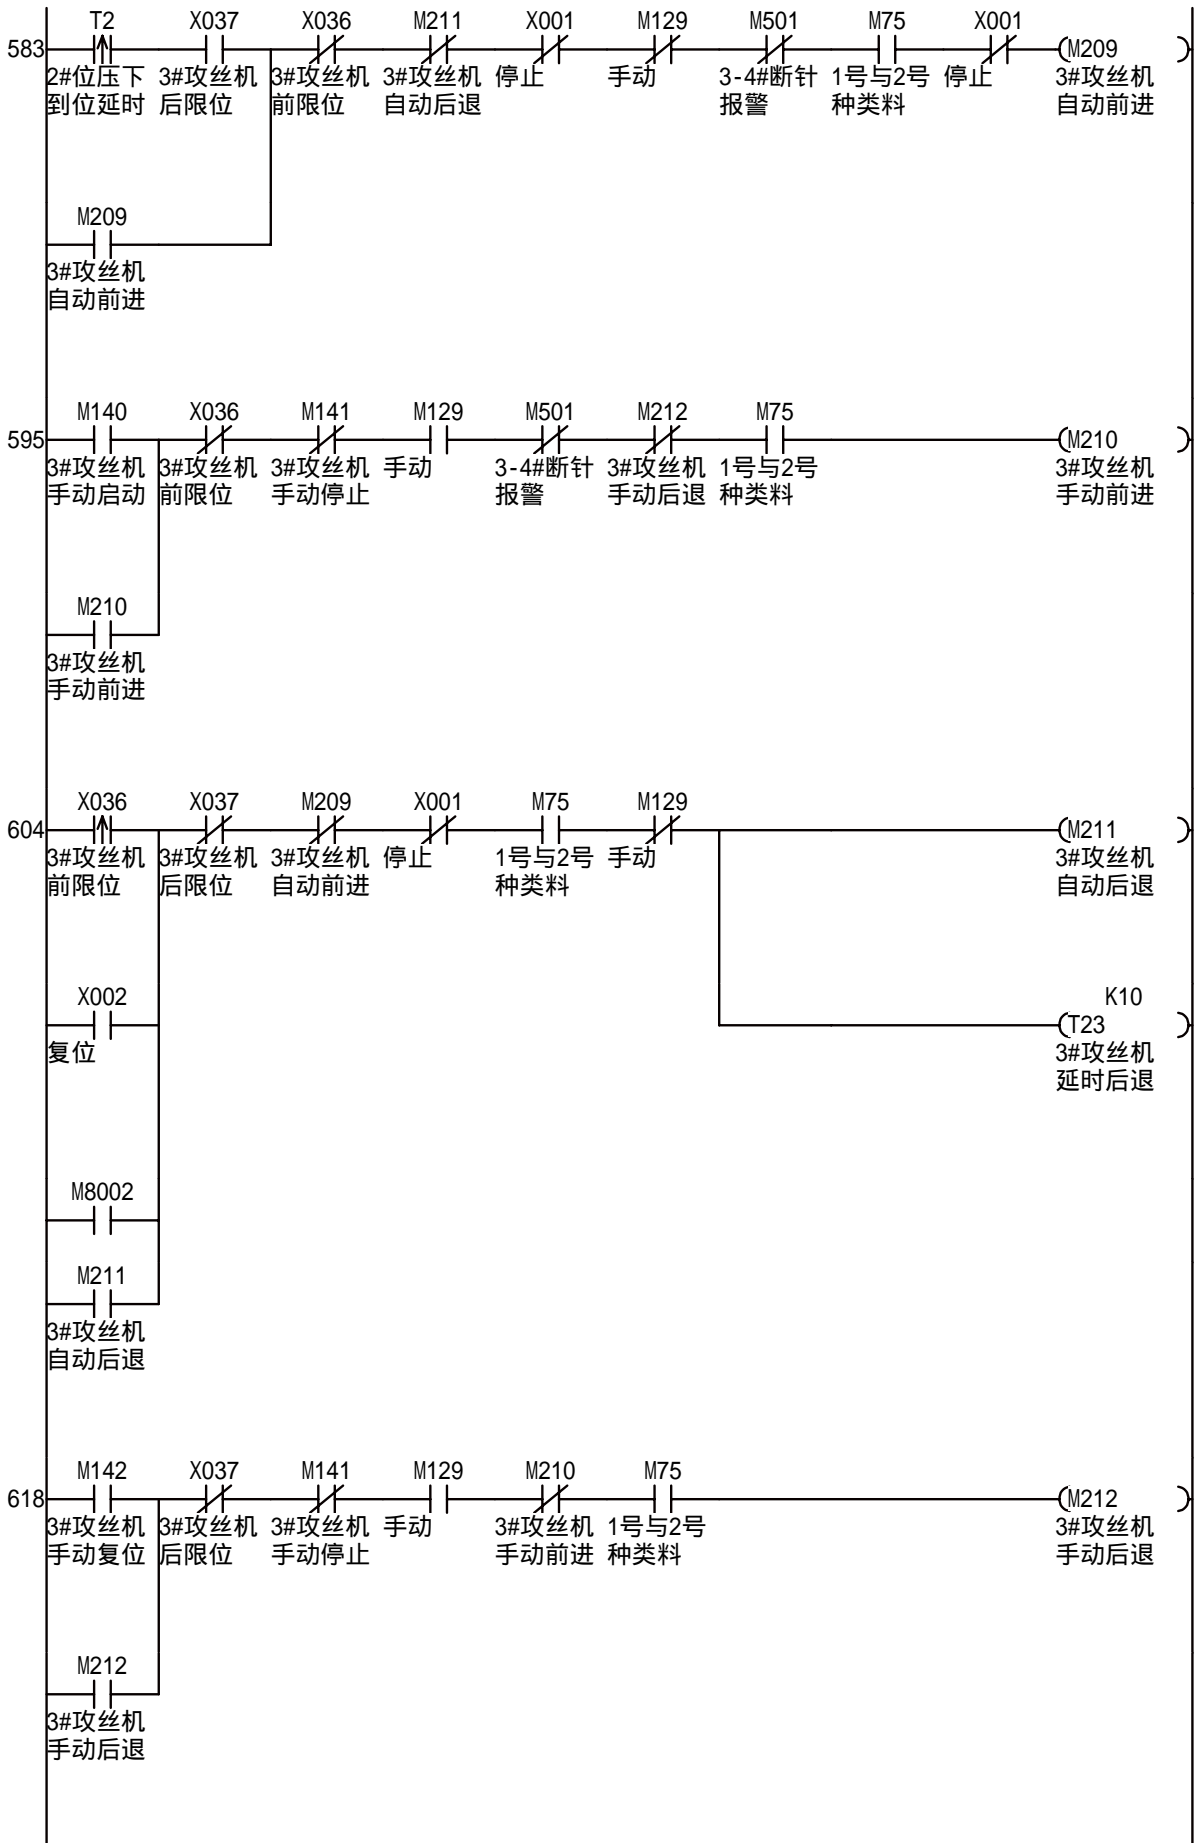 T2 X037 X036 M211 X001 M129 M501 M75 X001
583 (M209 )
2#位压下 3#攻丝机 3#攻丝机 3#攻丝机 停止 手动 3-4#断针 1号与2号 停止 3#攻丝机
到位延时 后限位 前限位 自动后退 报警 种类料 自动前进
M209
3#攻丝机
自动前进
M140 X036 M141 M129 M501 M212 M75
595 (M210 )
3#攻丝机 3#攻丝机 3#攻丝机 手动 3-4#断针 3#攻丝机 1号与2号 3#攻丝机
手动启动 前限位 手动停止 报警 手动后退 种类料 手动前进
M210
3#攻丝机
手动前进
X036 X037 M209 X001 M75 M129
604 (M211 )
3#攻丝机 3#攻丝机 3#攻丝机 停止 1号与2号 手动 3#攻丝机
前限位 后限位 自动前进 种类料 自动后退
X002 K10
(T23 )
复位 3#攻丝机
延时后退
M8002
M211
3#攻丝机
自动后退
M142 X037 M141 M129 M210 M75
618 (M212 )
3#攻丝机 3#攻丝机 3#攻丝机 手动 3#攻丝机 1号与2号 3#攻丝机
手动复位 后限位 手动停止 手动前进 种类料 手动后退
M212
3#攻丝机
手动后退